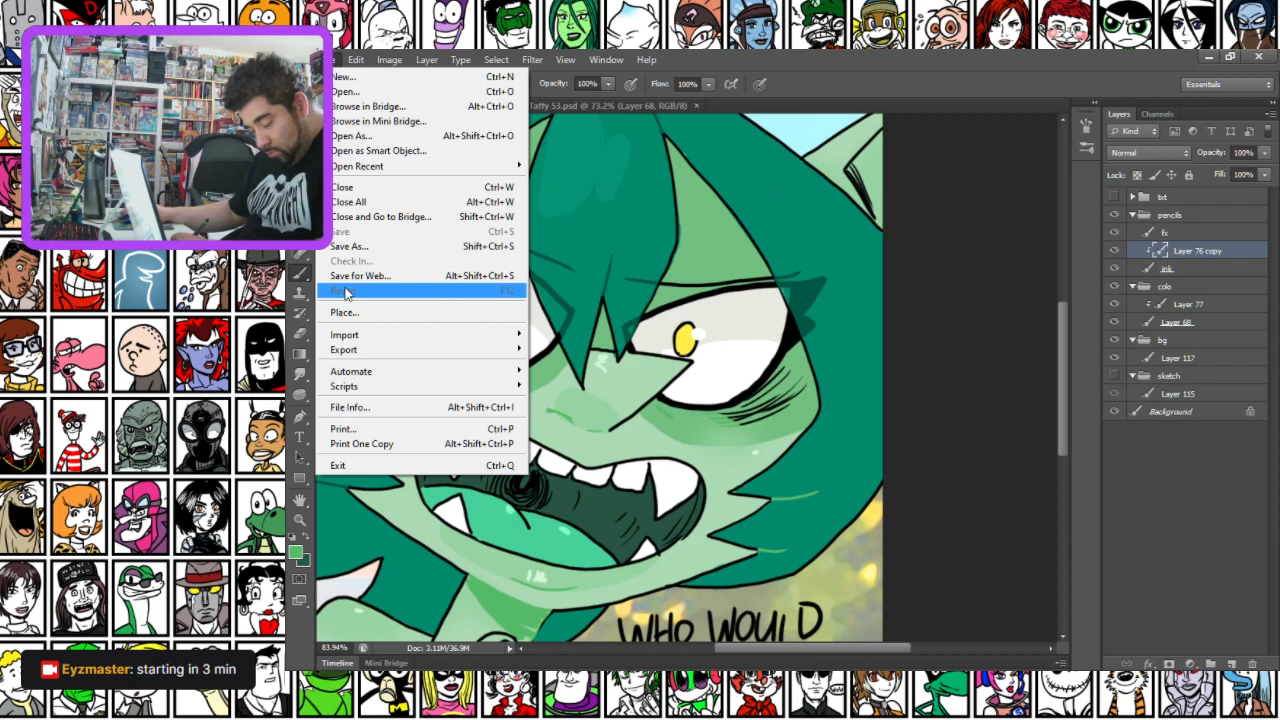 Edit Image Layer Type Select Filter View Window Help
New... Ctrl+N
Open... Ctrl+O
Browse in Bridge... Alt+Ctrl+O
Browse in Mini Bridge...
Open As... Alt+Shift+Ctrl+O
Open as Smart Object...
Open Recent
Close Ctrl+W
Close All Alt+Ctrl+W
Close and Go to Bridge... Shift+Ctrl+W
Save Ctrl+S
Save As... Shift+Ctrl+S
Check In...
Save for Web... Alt+Shift+Ctrl+S
F12
Place...
Import
Export
Automate
Scripts
File Info... Alt+Shift+Ctrl+I
Print... Ctrl+P
Print One Copy Alt+Shift+Ctrl+P
Exit Ctrl+Q
Opacity: 100% Flow: 100%
Essentials
Taffy 53.psd @ 73.2% (Layer 68, RGB/8) ×
Layers Channels
Kind
Normal Opacity: 100%
Lock: Fill: 100%
txt
pencils
fx
Layer 76 copy
ink
colo
Layer 77
Layer 68
bg
Layer 117
sketch
Layer 115
Background
WHO WOULD
83.94% Doc: 3.11M/36.9M
Timeline Mini Bridge
Eyzmaster: starting in 3 min